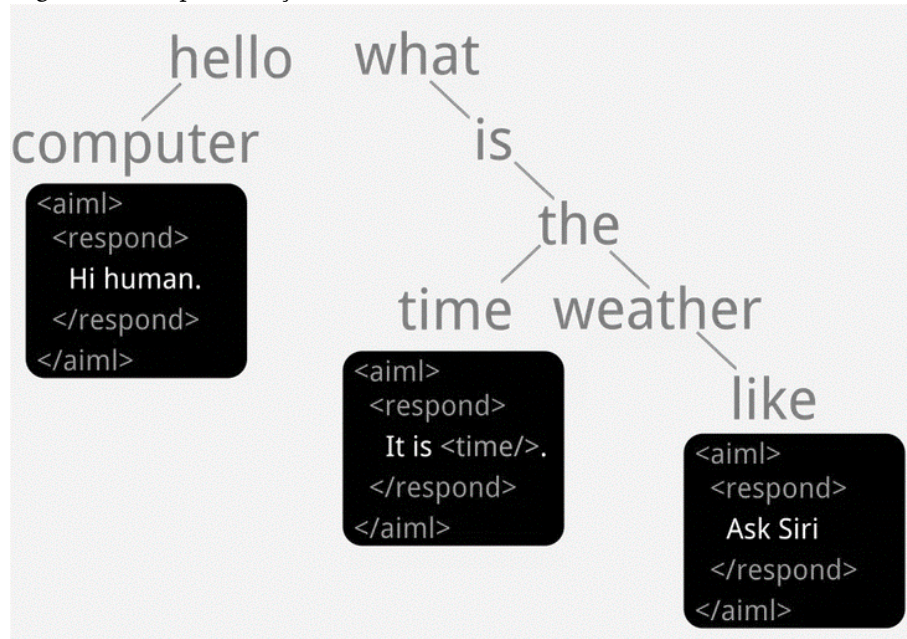 hello what
computer is
the
time weather
like
<aiml>
<respond>
Hi human.
</respond>
</aiml>
<aiml>
<respond>
It is <time/>.
</respond>
</aiml>
<aiml>
<respond>
Ask Siri
</respond>
</aiml>